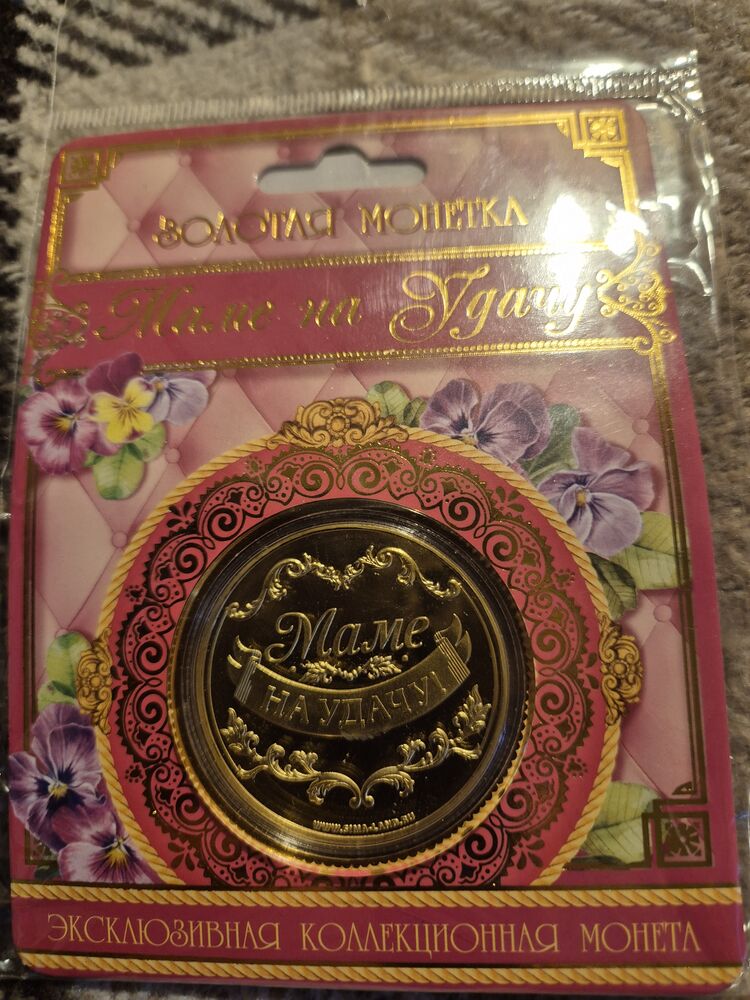 ЗОЛОТАЯ МОНЕТКА
Маме на Удачу
Маме
НА УДАЧУ!
WWW.SIMA-LAND.RU
ЭКСКЛЮЗИВНАЯ КОЛЛЕКЦИОННАЯ МОНЕТА